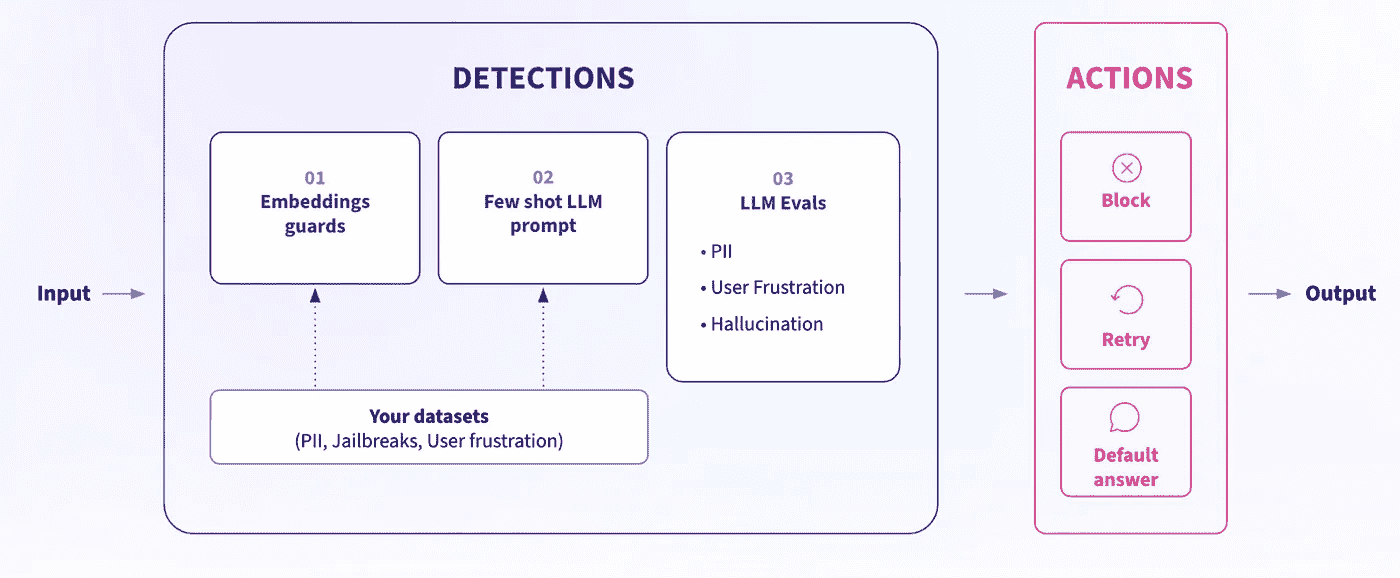 DETECTIONS
ACTIONS
01
Embeddings
guards
02
Few shot LLM
prompt
03
LLM Evals
• PII
• User Frustration
• Hallucination
Your datasets
(PII, Jailbreaks, User frustration)
Input
Block
Retry
Default
answer
Output